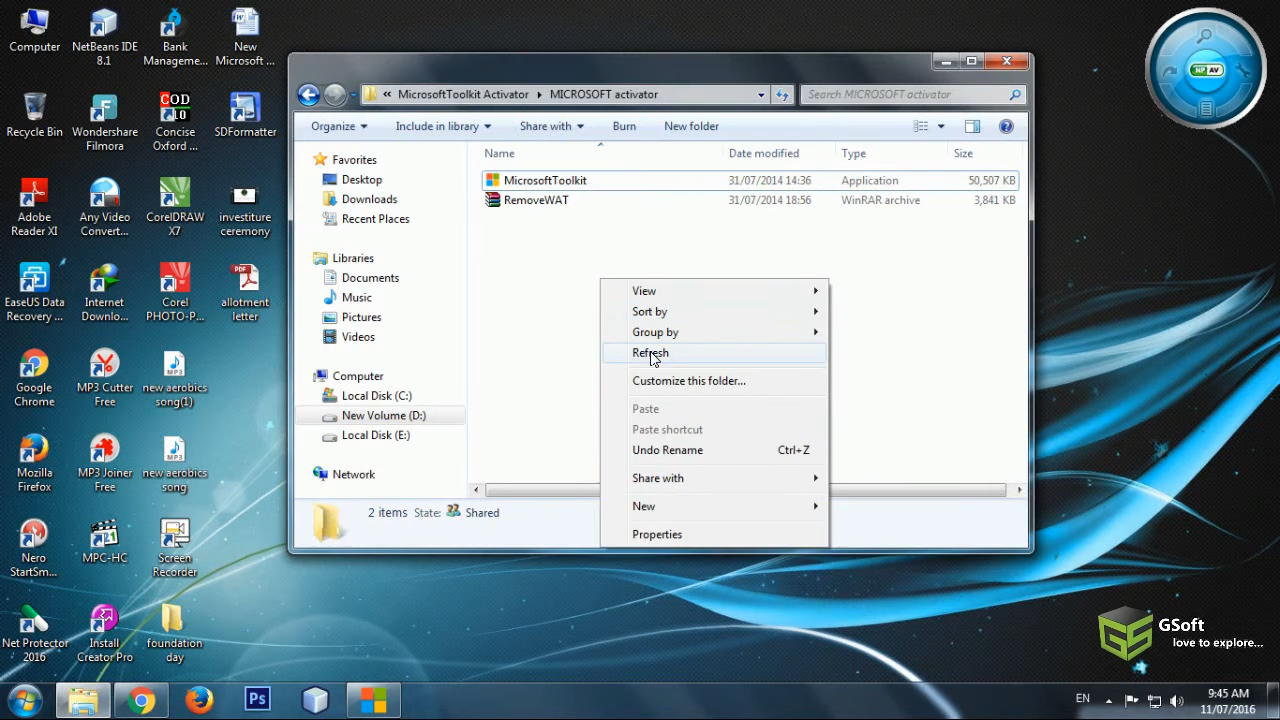 Computer
NetBeans IDE
8.1
Bank
Manageme...
New
Microsoft ...
Recycle Bin
Wondershare
Filmora
COD
10
Concise
Oxford ...
SDFormatter
Adobe
Reader XI
Any Video
Convert...
CorelDRAW
X7
investiture
ceremony
EaseUS Data
Recovery ...
Internet
Downlo...
Corel
PHOTO-P...
PDF
allotment
letter
Google
Chrome
MP3 Cutter
Free
new aerobics
song(1)
Mozilla
Firefox
MP3 Joiner
Free
new aerobics
song
Nero
StartSm...
MPC-HC
Screen
Recorder
Net Protector
2016
Install
Creator Pro
foundation
day
« MicrosoftToolkit Activator MICROSOFT activator
Search MICROSOFT activator
Organize Include in library Share with Burn New folder
Favorites
Desktop
Downloads
Recent Places
Libraries
Documents
Music
Pictures
Videos
Computer
Local Disk (C:)
New Volume (D:)
Local Disk (E:)
Network
Name Date modified Type Size
MicrosoftToolkit 31/07/2014 14:36 Application 50,507 KB
RemoveWAT 31/07/2014 18:56 WinRAR archive 3,841 KB
View
Sort by
Group by
Refresh
Customize this folder...
Paste
Paste shortcut
Undo Rename Ctrl+Z
Share with
New
Properties
2 items State: Shared
NP AV
GSoft
love to explore...
Ps
EN
9:45 AM
11/07/2016